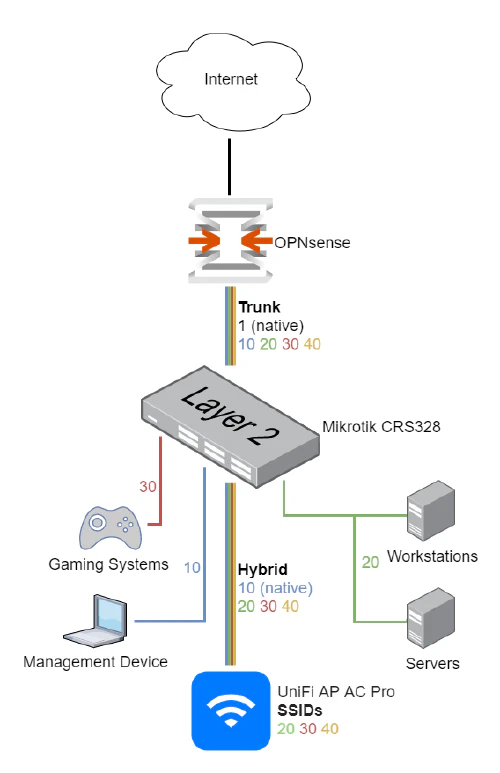 Internet
OPNsense
Trunk
1 (native)
10 20 30 40
Layer 2
Mikrotik CRS328
30
Gaming Systems
10
Hybrid
10 (native)
20 30 40
20
Workstations
Management Device
Servers
UniFi AP AC Pro
SSIDs
20 30 40